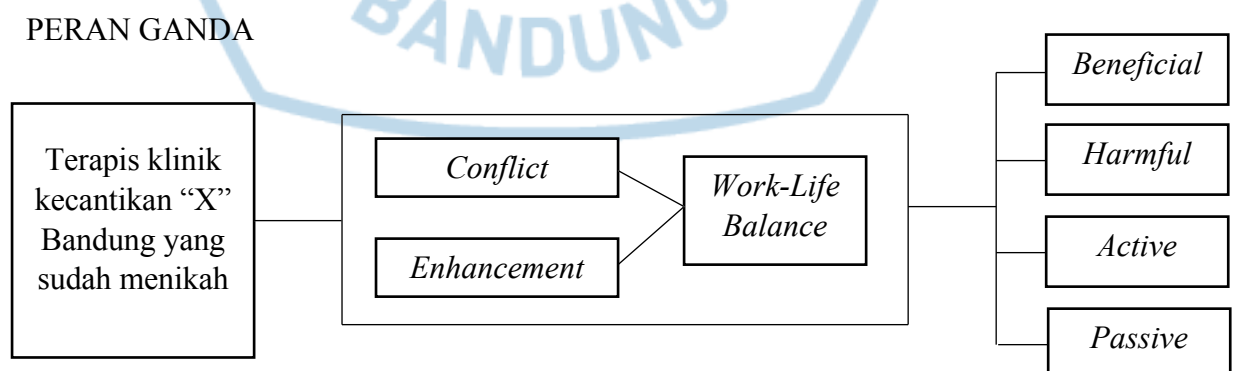 BANDUNG
PERAN GANDA
Terapis klinik
kecantikan “X”
Bandung yang
sudah menikah
Conflict
Enhancement
Work-Life
Balance
Beneficial
Harmful
Active
Passive